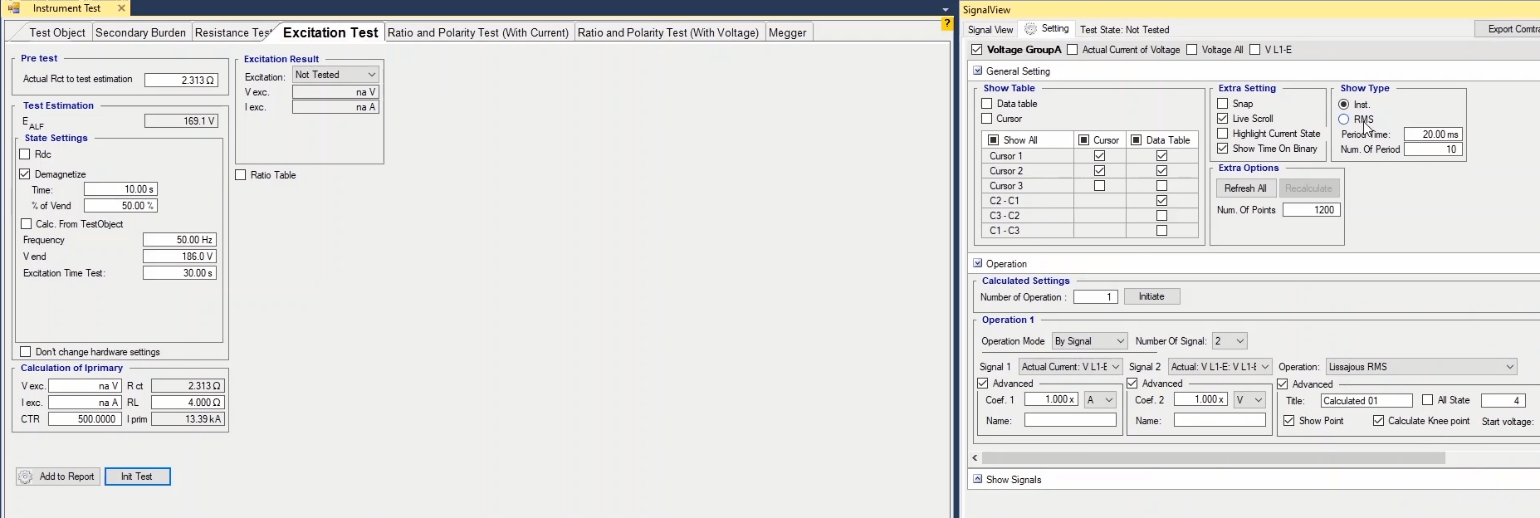 Instrument Test
Test Object
Secondary Burden
Resistance Test
Excitation Test
Ratio and Polarity Test (With Current)
Ratio and Polarity Test (With Voltage)
Megger
?
Pre test
Actual Rct to test estimation 2.313 Ω
Test Estimation
E ALF 169.1 V
State Settings
Rdc
Demagnetize
Time: 10.00 s
% of Vend 50.00 %
Calc. From TestObject
Frequency 50.00 Hz
V end 186.0 V
Excitation Time Test: 30.00 s
Don't change hardware settings
Calculation of Iprimary
V exc. na V R ct 2.313 Ω
I exc. na A RL 4.000 Ω
CTR 500.0000 I prim 13.39 kA
Add to Report Init Test
Excitation Result
Excitation: Not Tested
V exc. na V
I exc. na A
Ratio Table
SignalView
Signal View Setting Test State: Not Tested Export Comtra
Voltage GroupA Actual Current of Voltage Voltage All V L1-E
General Setting
Show Table
Data table
Cursor
Show All Cursor Data Table
Cursor 1
Cursor 2
Cursor 3
C2 - C1
C3 - C2
C1 - C3
Extra Setting
Snap
Live Scroll
Highlight Current State
Show Time On Binary
Show Type
Inst.
RMS
Period Time: 20.00 ms
Num. Of Period 10
Extra Options
Refresh All Recalculate
Num. Of Points 1200
Operation
Calculated Settings
Number of Operation : 1 Initiate
Operation 1
Operation Mode By Signal Number Of Signal: 2
Signal 1 Actual Current: V L1-E Signal 2 Actual: V L1-E: V L1-E Operation: Lissajous RMS
Advanced Advanced Advanced
Coef. 1 1.000 x A Coef. 2 1.000 x V Title: Calculated 01 All State 4
Name: Name: Show Point Calculate Knee point Start voltage:
Show Signals